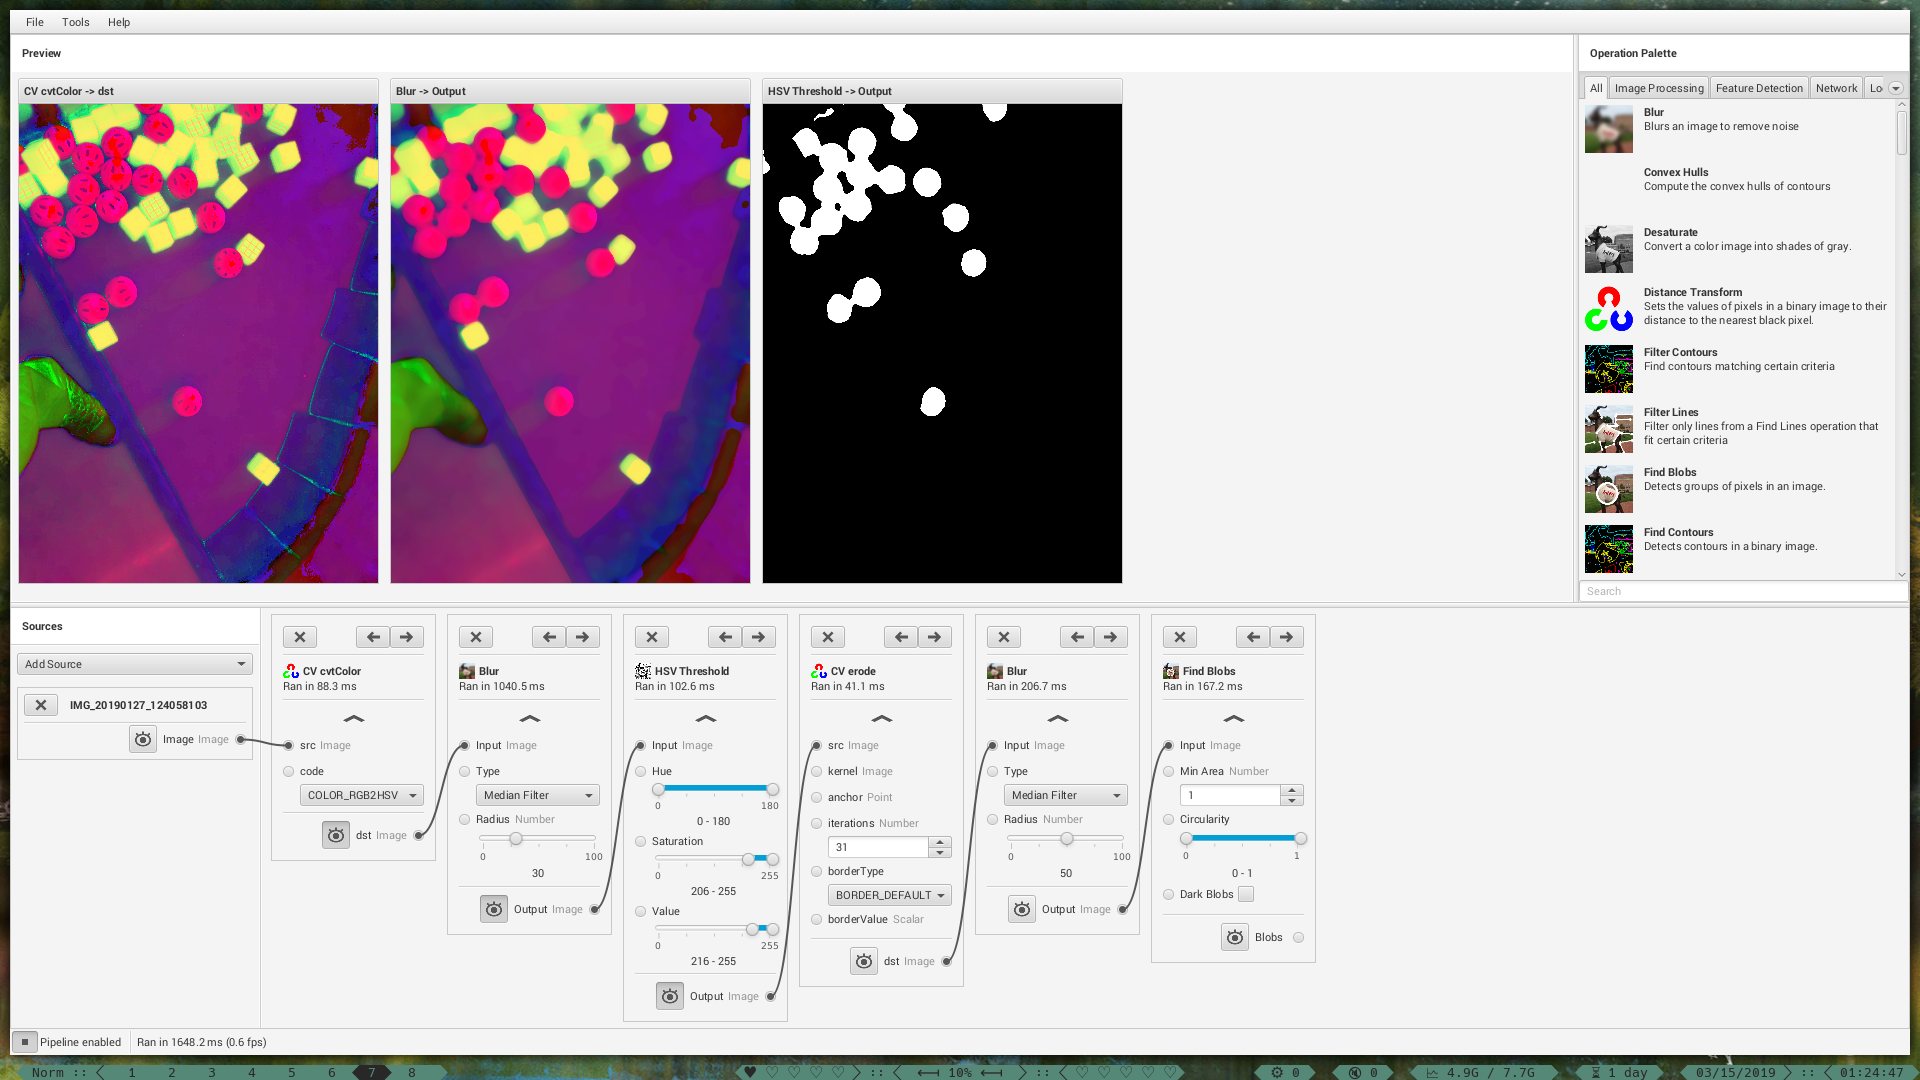 File Tools Help
Preview
CV cvtColor -> dst
Blur -> Output
HSV Threshold -> Output
Operation Palette
All Image Processing Feature Detection Network Lo
Blur
Blurs an image to remove noise
Convex Hulls
Compute the convex hulls of contours
Desaturate
Convert a color image into shades of gray.
Distance Transform
Sets the values of pixels in a binary image to their
distance to the nearest black pixel.
Filter Contours
Find contours matching certain criteria
Filter Lines
Filter only lines from a Find Lines operation that
fit certain criteria
Find Blobs
Detects groups of pixels in an image.
Find Contours
Detects contours in a binary image.
Search
Sources
Add Source
IMG_20190127_124058103
Image Image
CV cvtColor
Ran in 88.3 ms
src Image
code
COLOR_RGB2HSV
dst Image
Blur
Ran in 1040.5 ms
Input Image
Type
Median Filter
Radius Number
0 100
30
Output Image
HSV Threshold
Ran in 102.6 ms
Input Image
Hue
0 180
0 - 180
Saturation
0 255
206 - 255
Value
0 255
216 - 255
Output Image
CV erode
Ran in 41.1 ms
src Image
kernel Image
anchor Point
iterations Number
31
borderType
BORDER_DEFAULT
borderValue Scalar
dst Image
Blur
Ran in 206.7 ms
Input Image
Type
Median Filter
Radius Number
0 100
50
Output Image
Find Blobs
Ran in 167.2 ms
Input Image
Min Area Number
1
Circularity
0 1
0 - 1
Dark Blobs
Blobs
Pipeline enabled Ran in 1648.2 ms (0.6 fps)
Norm :: 1 2 3 4 5 6 7 8 :: 10% :: 0 0 4.9G / 7.7G 1 day 03/15/2019 :: 01:24:47